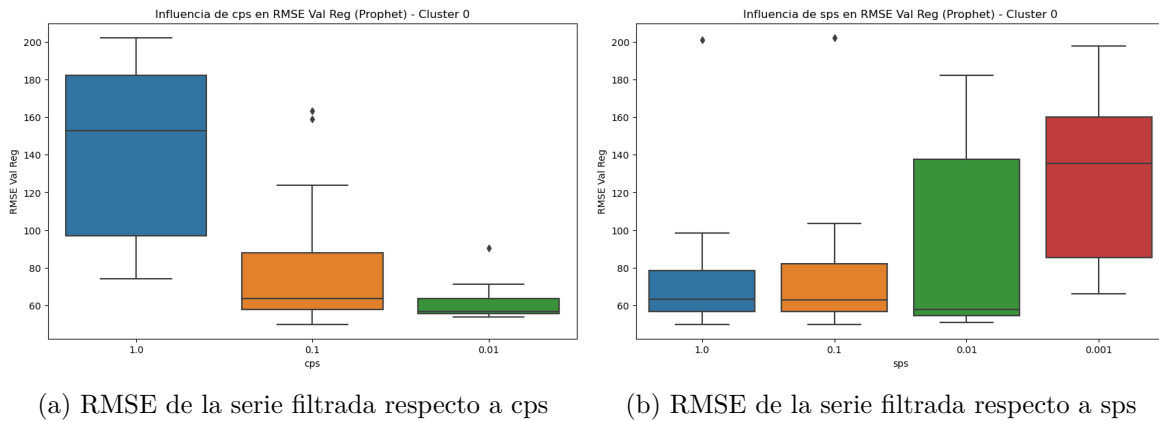 Influencia de cps en RMSE Val Reg (Prophet) - Cluster 0
200
180
160
140
120
100
80
60
RMSE Val Reg
1.0 0.1 0.01
cps
(a) RMSE de la serie filtrada respecto a cps
Influencia de sps en RMSE Val Reg (Prophet) - Cluster 0
200
180
160
140
120
100
80
60
RMSE Val Reg
1.0 0.1 0.01 0.001
sps
(b) RMSE de la serie filtrada respecto a sps